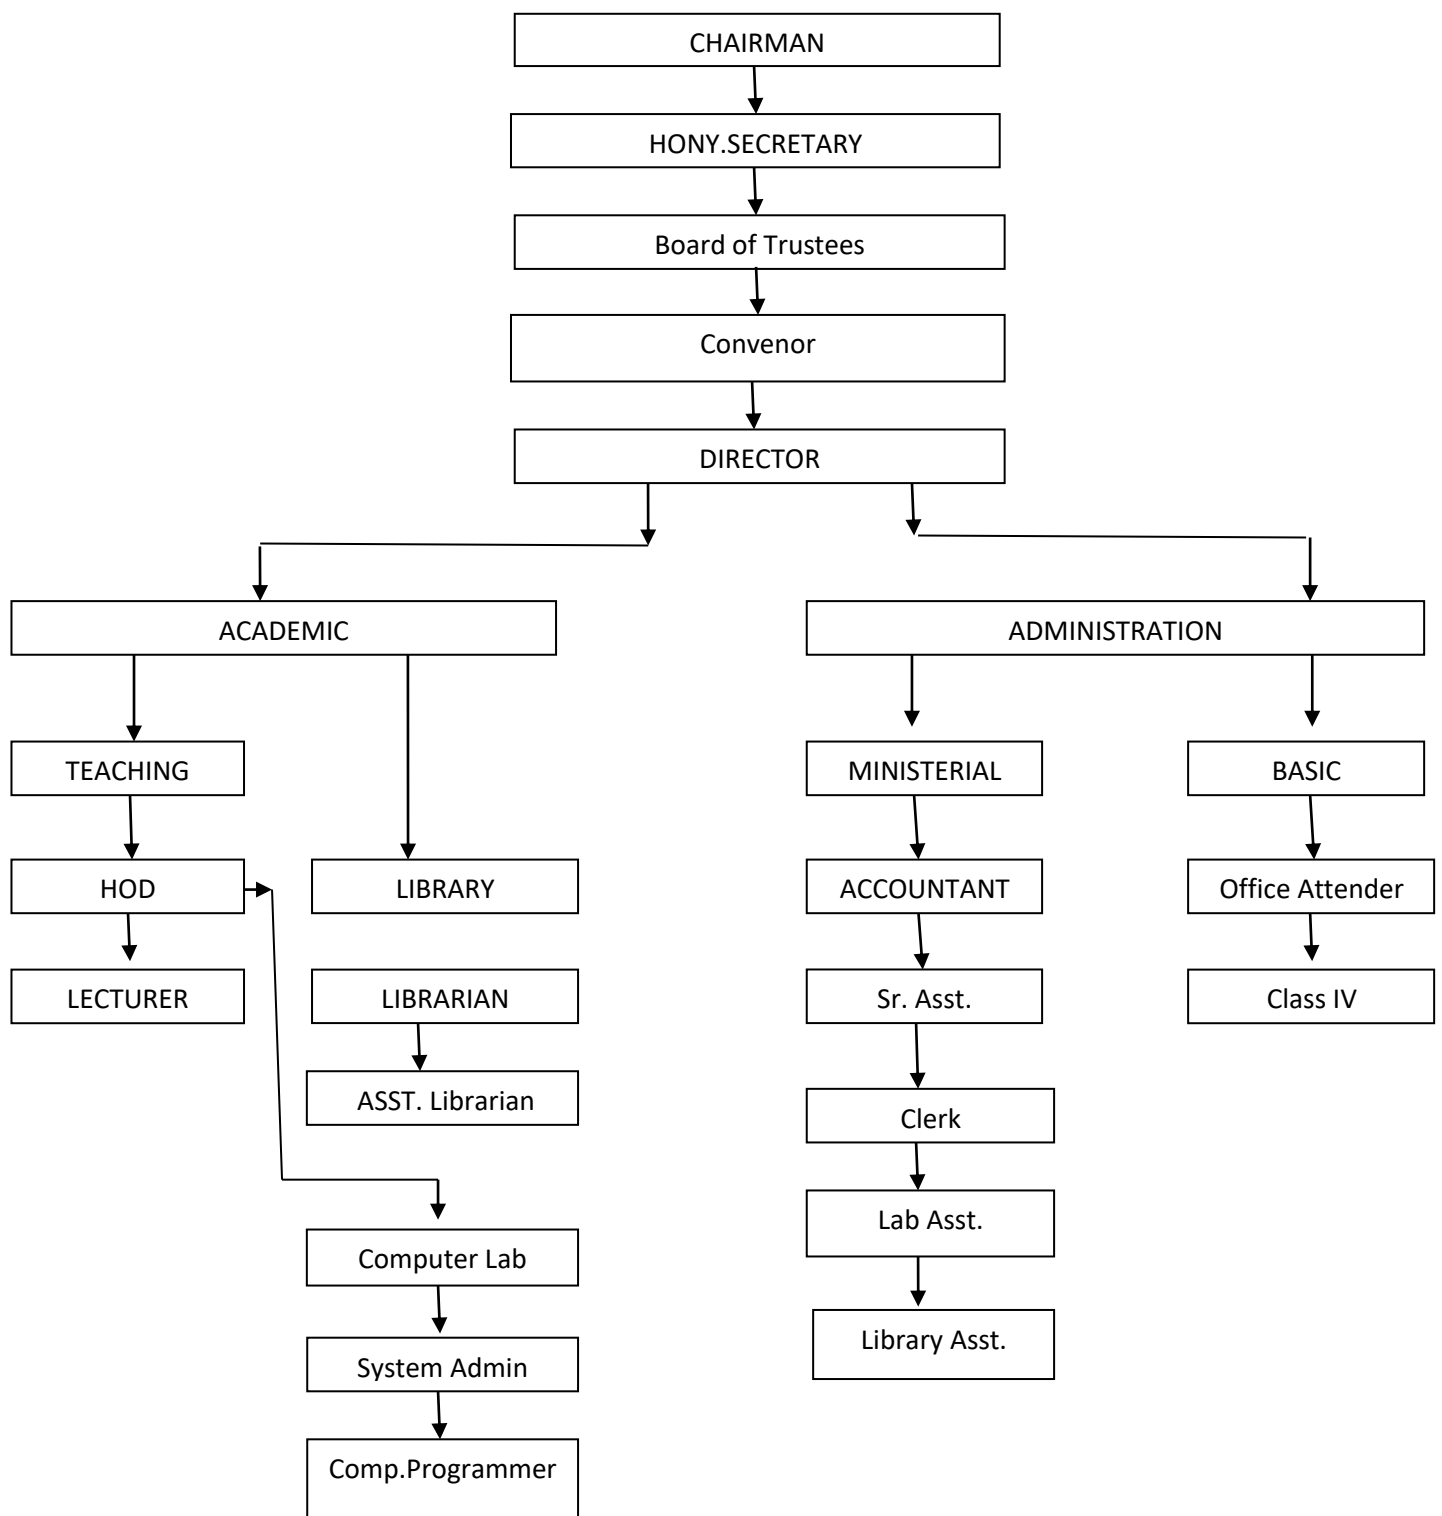 CHAIRMAN
HONY.SECRETARY
Board of Trustees
Convenor
DIRECTOR
ACADEMIC
ADMINISTRATION
TEACHING
MINISTERIAL
BASIC
HOD
LIBRARY
ACCOUNTANT
Office Attender
LECTURER
LIBRARIAN
Sr. Asst.
Class IV
ASST. Librarian
Clerk
Lab Asst.
Computer Lab
Library Asst.
System Admin
Comp.Programmer